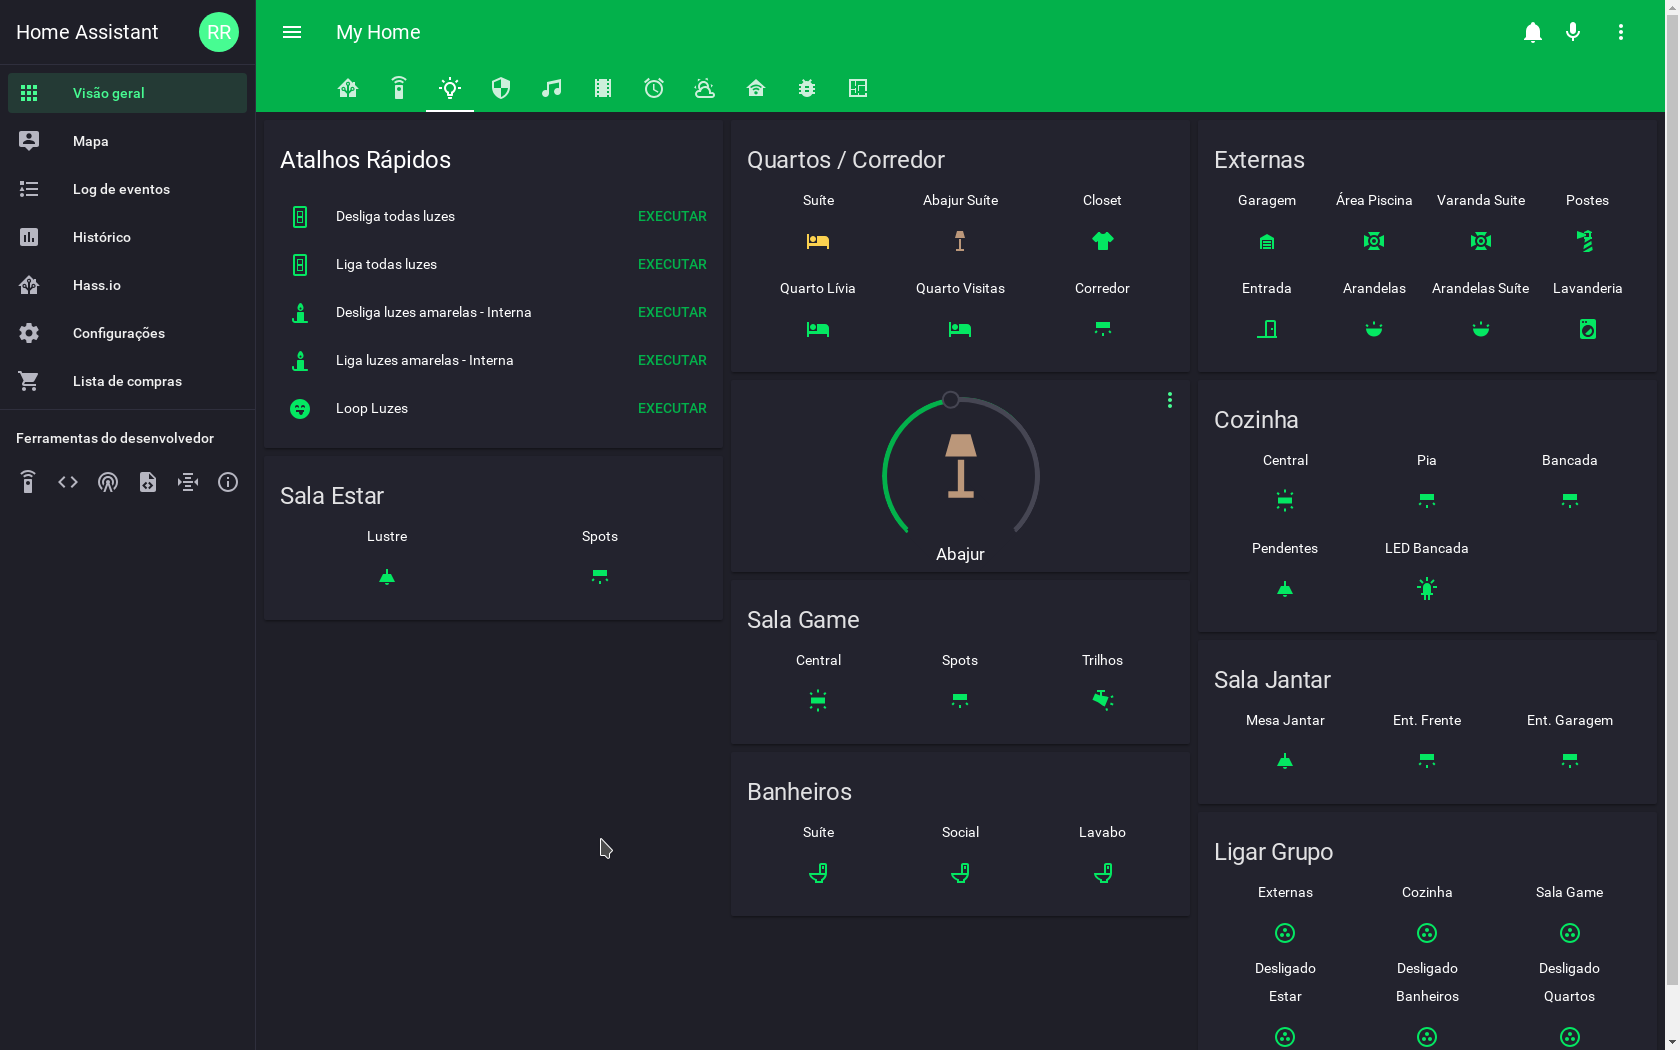 Home Assistant
RR
My Home
Visão geral
Mapa
Log de eventos
Histórico
Hass.io
Configurações
Lista de compras
Ferramentas do desenvolvedor
Atalhos Rápidos
Desliga todas luzes EXECUTAR
Liga todas luzes EXECUTAR
Desliga luzes amarelas - Interna EXECUTAR
Liga luzes amarelas - Interna EXECUTAR
Loop Luzes EXECUTAR
Sala Estar
Lustre Spots
Quartos / Corredor
Suíte Abajur Suíte Closet
Quarto Lívia Quarto Visitas Corredor
Abajur
Sala Game
Central Spots Trilhos
Banheiros
Suíte Social Lavabo
Externas
Garagem Área Piscina Varanda Suite Postes
Entrada Arandelas Arandelas Suíte Lavanderia
Cozinha
Central Pia Bancada
Pendentes LED Bancada
Sala Jantar
Mesa Jantar Ent. Frente Ent. Garagem
Ligar Grupo
Externas Cozinha Sala Game
Desligado Desligado Desligado
Estar Banheiros Quartos